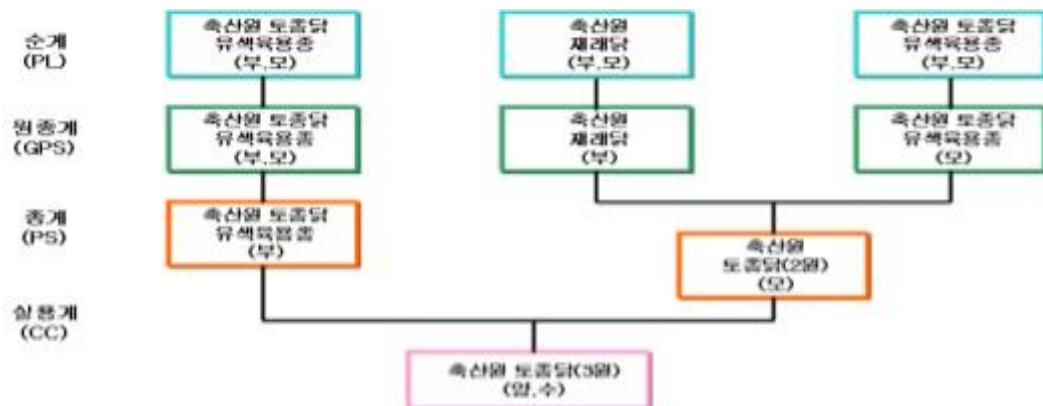 순계
(PL)
축산원 토종닭
유색육용종
(부,모)
축산원
재래닭
(부,모)
축산원 토종닭
유색육용종
(부,모)
원종계
(GPS)
축산원 토종닭
유색육용종
(부,모)
축산원
재래닭
(부)
축산원 토종닭
유색육용종
(모)
종계
(PS)
축산원 토종닭
유색육용종
(부)
축산원
토종닭(2원)
(모)
실용계
(CC)
축산원 토종닭(3원)
(암,수)